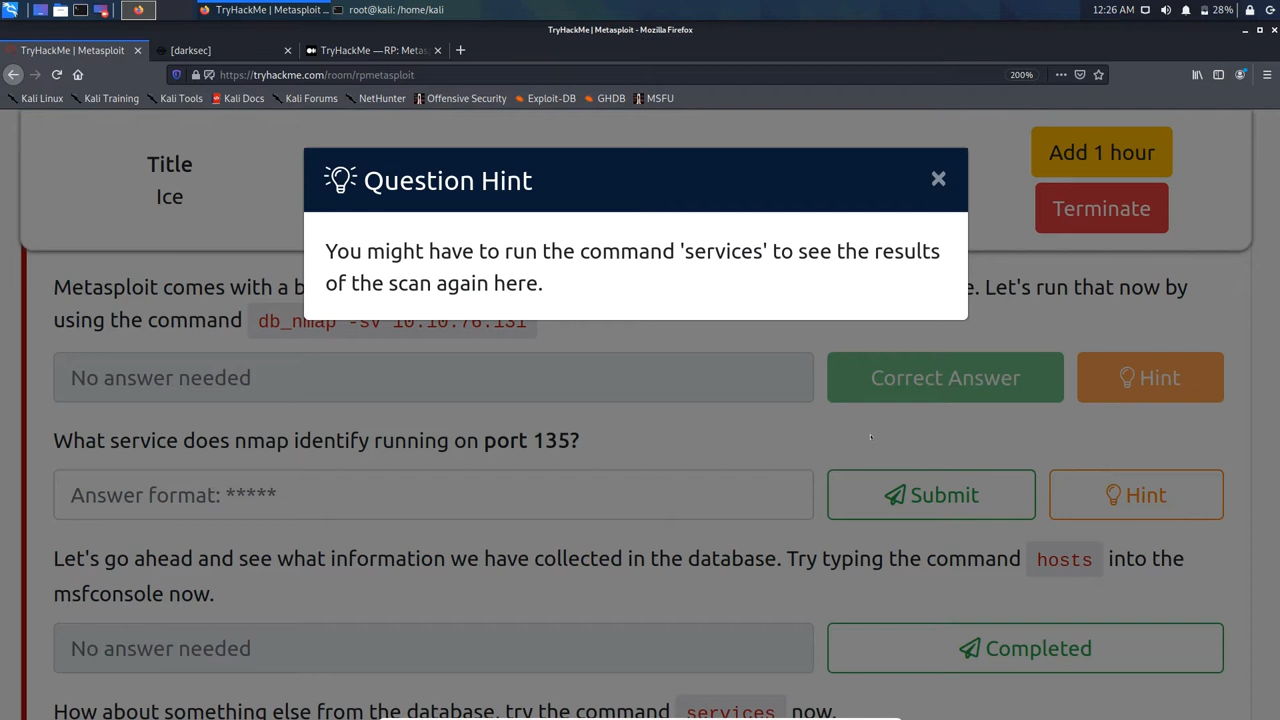 TryHackMe | Metasploit ...
root@kali: /home/kali
12:26 AM
28%
TryHackMe | Metasploit - Mozilla Firefox
TryHackMe | Metasploit
[darksec]
TryHackMe — RP: Metas
https://tryhackme.com/room/rpmetasploit
200%
Kali Linux
Kali Training
Kali Tools
Kali Docs
Kali Forums
NetHunter
Offensive Security
Exploit-DB
GHDB
MSFU
Title
Ice
Add 1 hour
Terminate
Question Hint
×
You might have to run the command 'services' to see the results
of the scan again here.
Metasploit comes with a b e. Let's run that now by
using the command db_nmap -sV 10.10.76.131
No answer needed
Correct Answer
Hint
What service does nmap identify running on port 135?
Answer format: *****
Submit
Hint
Let's go ahead and see what information we have collected in the database. Try typing the command hosts into the
msfconsole now.
No answer needed
Completed
How about something else from the database, try the command services now.